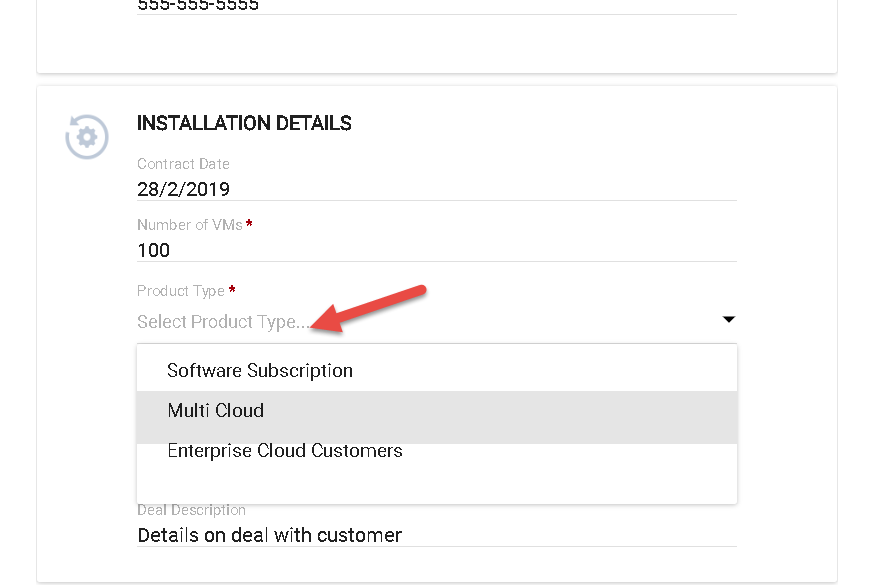 555-555-5555
INSTALLATION DETAILS
Contract Date
28/2/2019
Number of VMs *
100
Product Type *
Select Product Type...
Software Subscription
Multi Cloud
Enterprise Cloud Customers
Deal Description
Details on deal with customer